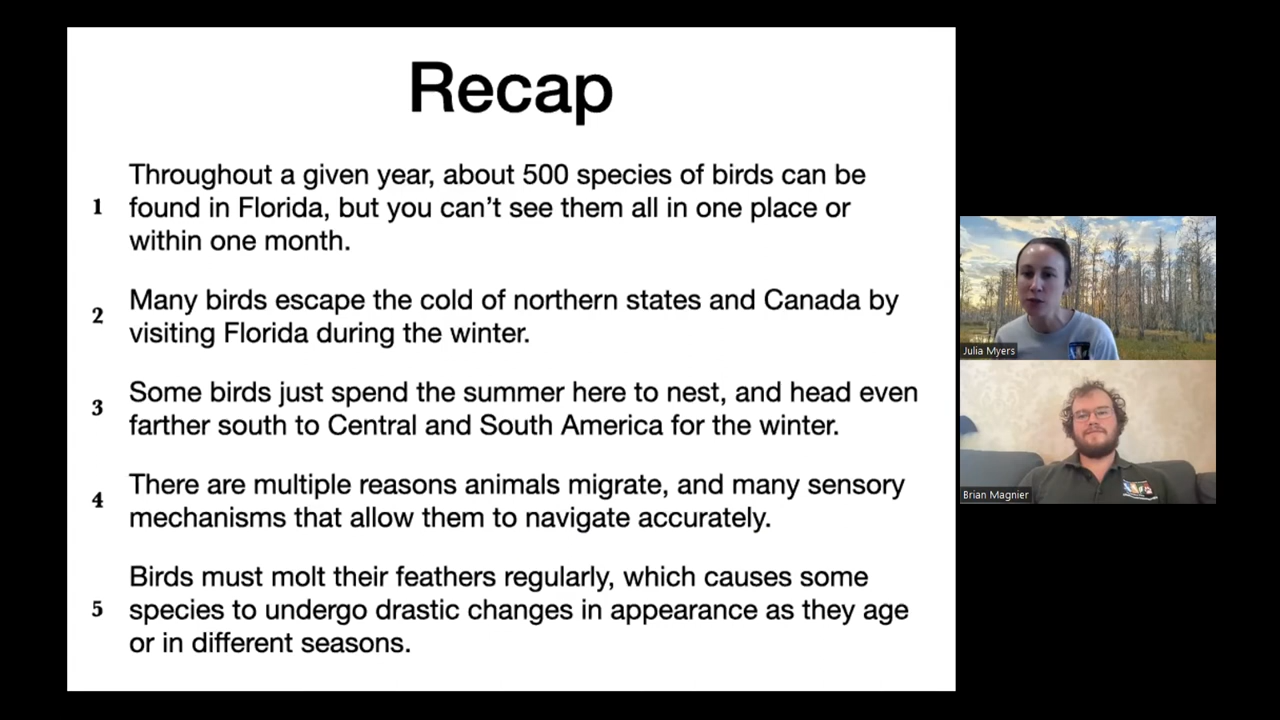 Recap
1
Throughout a given year, about 500 species of birds can be
found in Florida, but you can't see them all in one place or
within one month.
2
Many birds escape the cold of northern states and Canada by
visiting Florida during the winter.
3
Some birds just spend the summer here to nest, and head even
farther south to Central and South America for the winter.
4
There are multiple reasons animals migrate, and many sensory
mechanisms that allow them to navigate accurately.
5
Birds must molt their feathers regularly, which causes some
species to undergo drastic changes in appearance as they age
or in different seasons.
Julia Myers
Brian Magnier